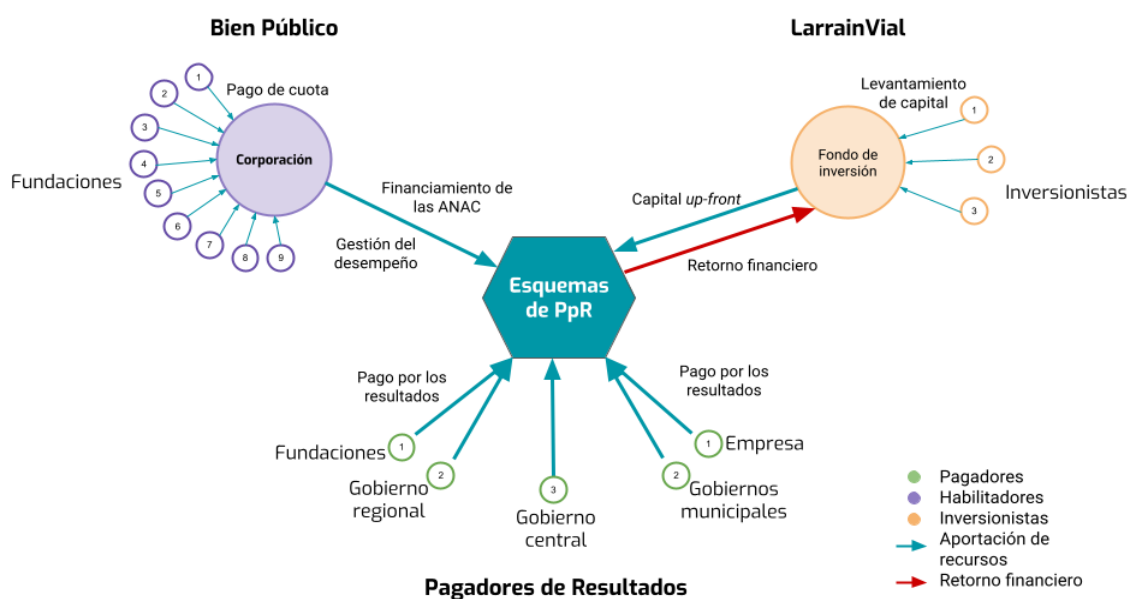 Bien Público
LarrainVial
1
Pago de cuota
2
3
4
5
6
7
8
9
Corporación
Fundaciones
Levantamiento
de capital
1
2
3
Fondo de
inversión
Inversionistas
Financiamiento de
las ANAC
Gestión del
desempeño
Capital up-front
Retorno financiero
Esquemas
de PpR
Pago por los
resultados
Pago por los
resultados
Fundaciones
1
Gobierno
regional
2
3
Gobierno
central
2
Gobiernos
municipales
1
Empresa
Pagadores
Habilitadores
Inversionistas
Aportación de
recursos
Retorno financiero
Pagadores de Resultados